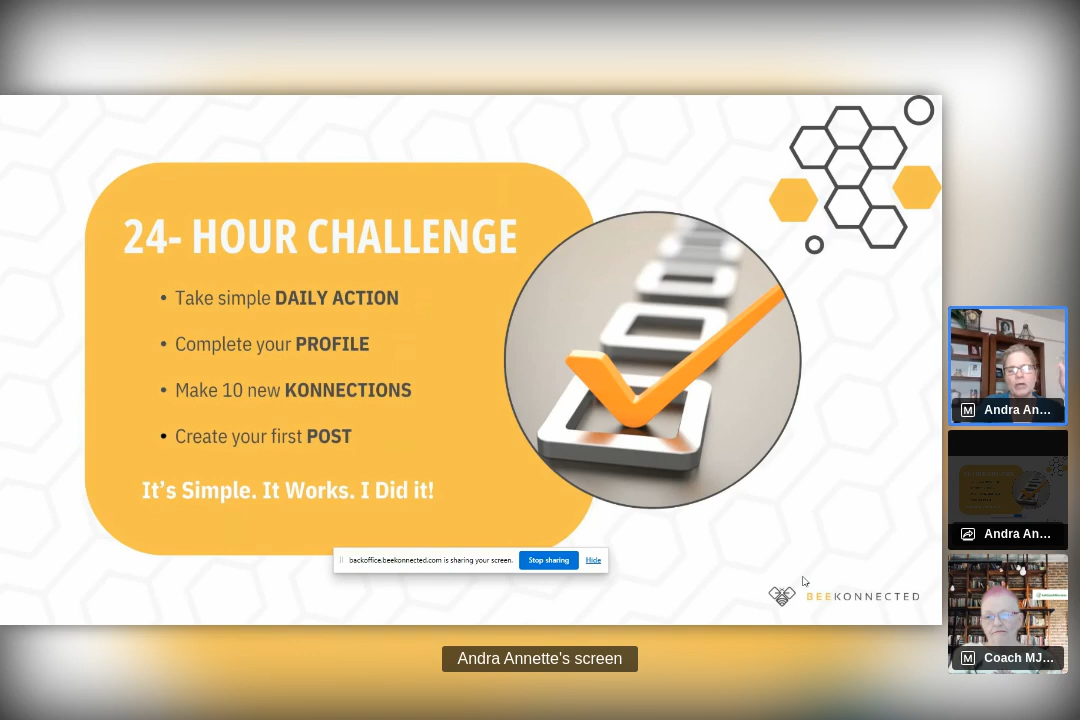 24- HOUR CHALLENGE
• Take simple DAILY ACTION
• Complete your PROFILE
• Make 10 new KONNECTIONS
• Create your first POST
It's Simple. It Works. I Did it!
backoffice.beekonnected.com is sharing your screen. Stop sharing Hide
BEEKONNECTED
Andra Annette's screen
M Andra An...
Andra An...
M Coach MJ...